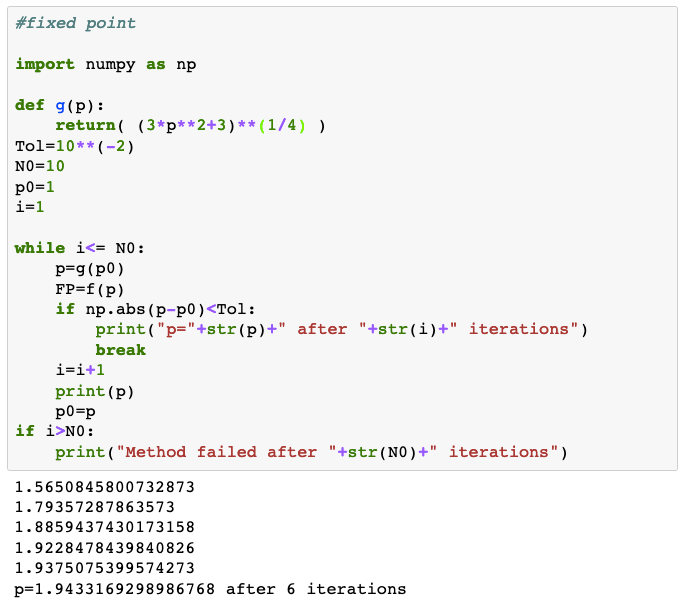 #fixed point
import numpy as np
def g(p):
    return( (3*p**2+3)**(1/4) )
Tol=10**(-2)
N0=10
p0=1
i=1
while i<= N0:
    p=g(p0)
    FP=f(p)
    if np.abs(p-p0)<Tol:
        print("p="+str(p)+" after "+str(i)+" iterations")
        break
    i=i+1
    print(p)
    p0=p
if i>N0:
    print("Method failed after "+str(N0)+" iterations")
1.5650845800732873
1.79357287863573
1.8859437430173158
1.9228478439840826
1.9375075399574273
p=1.9433169298986768 after 6 iterations